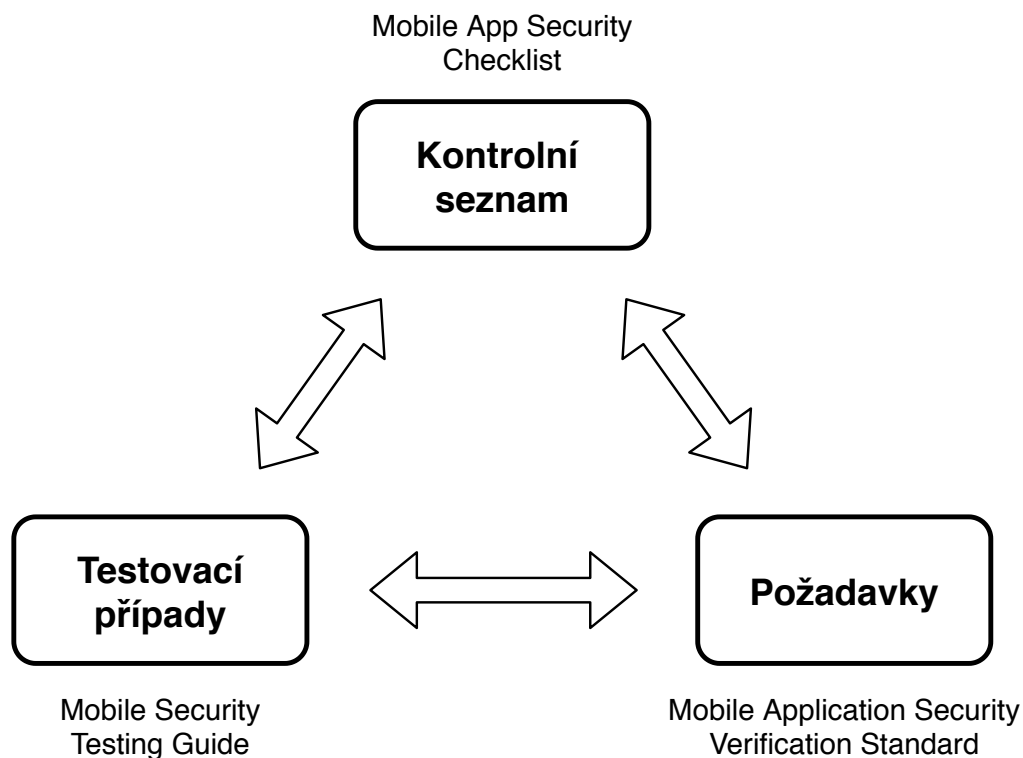 Mobile App Security
Checklist
Kontrolní
seznam
Testovací
případy
Požadavky
Mobile Security
Testing Guide
Mobile Application Security
Verification Standard